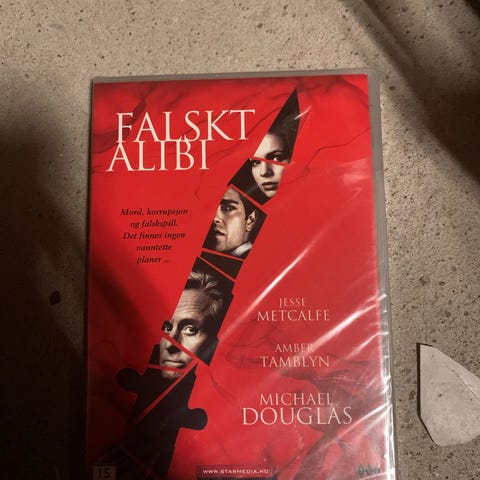 FALSKT
ALIBI
Mord, korrupsjon
og falskspill.
Det finnes ingen
vanntette
planer ...
JESSE
METCALFE
AMBER
TAMBLYN
MICHAEL
DOUGLAS
15
WWW.STARMEDIA.NO